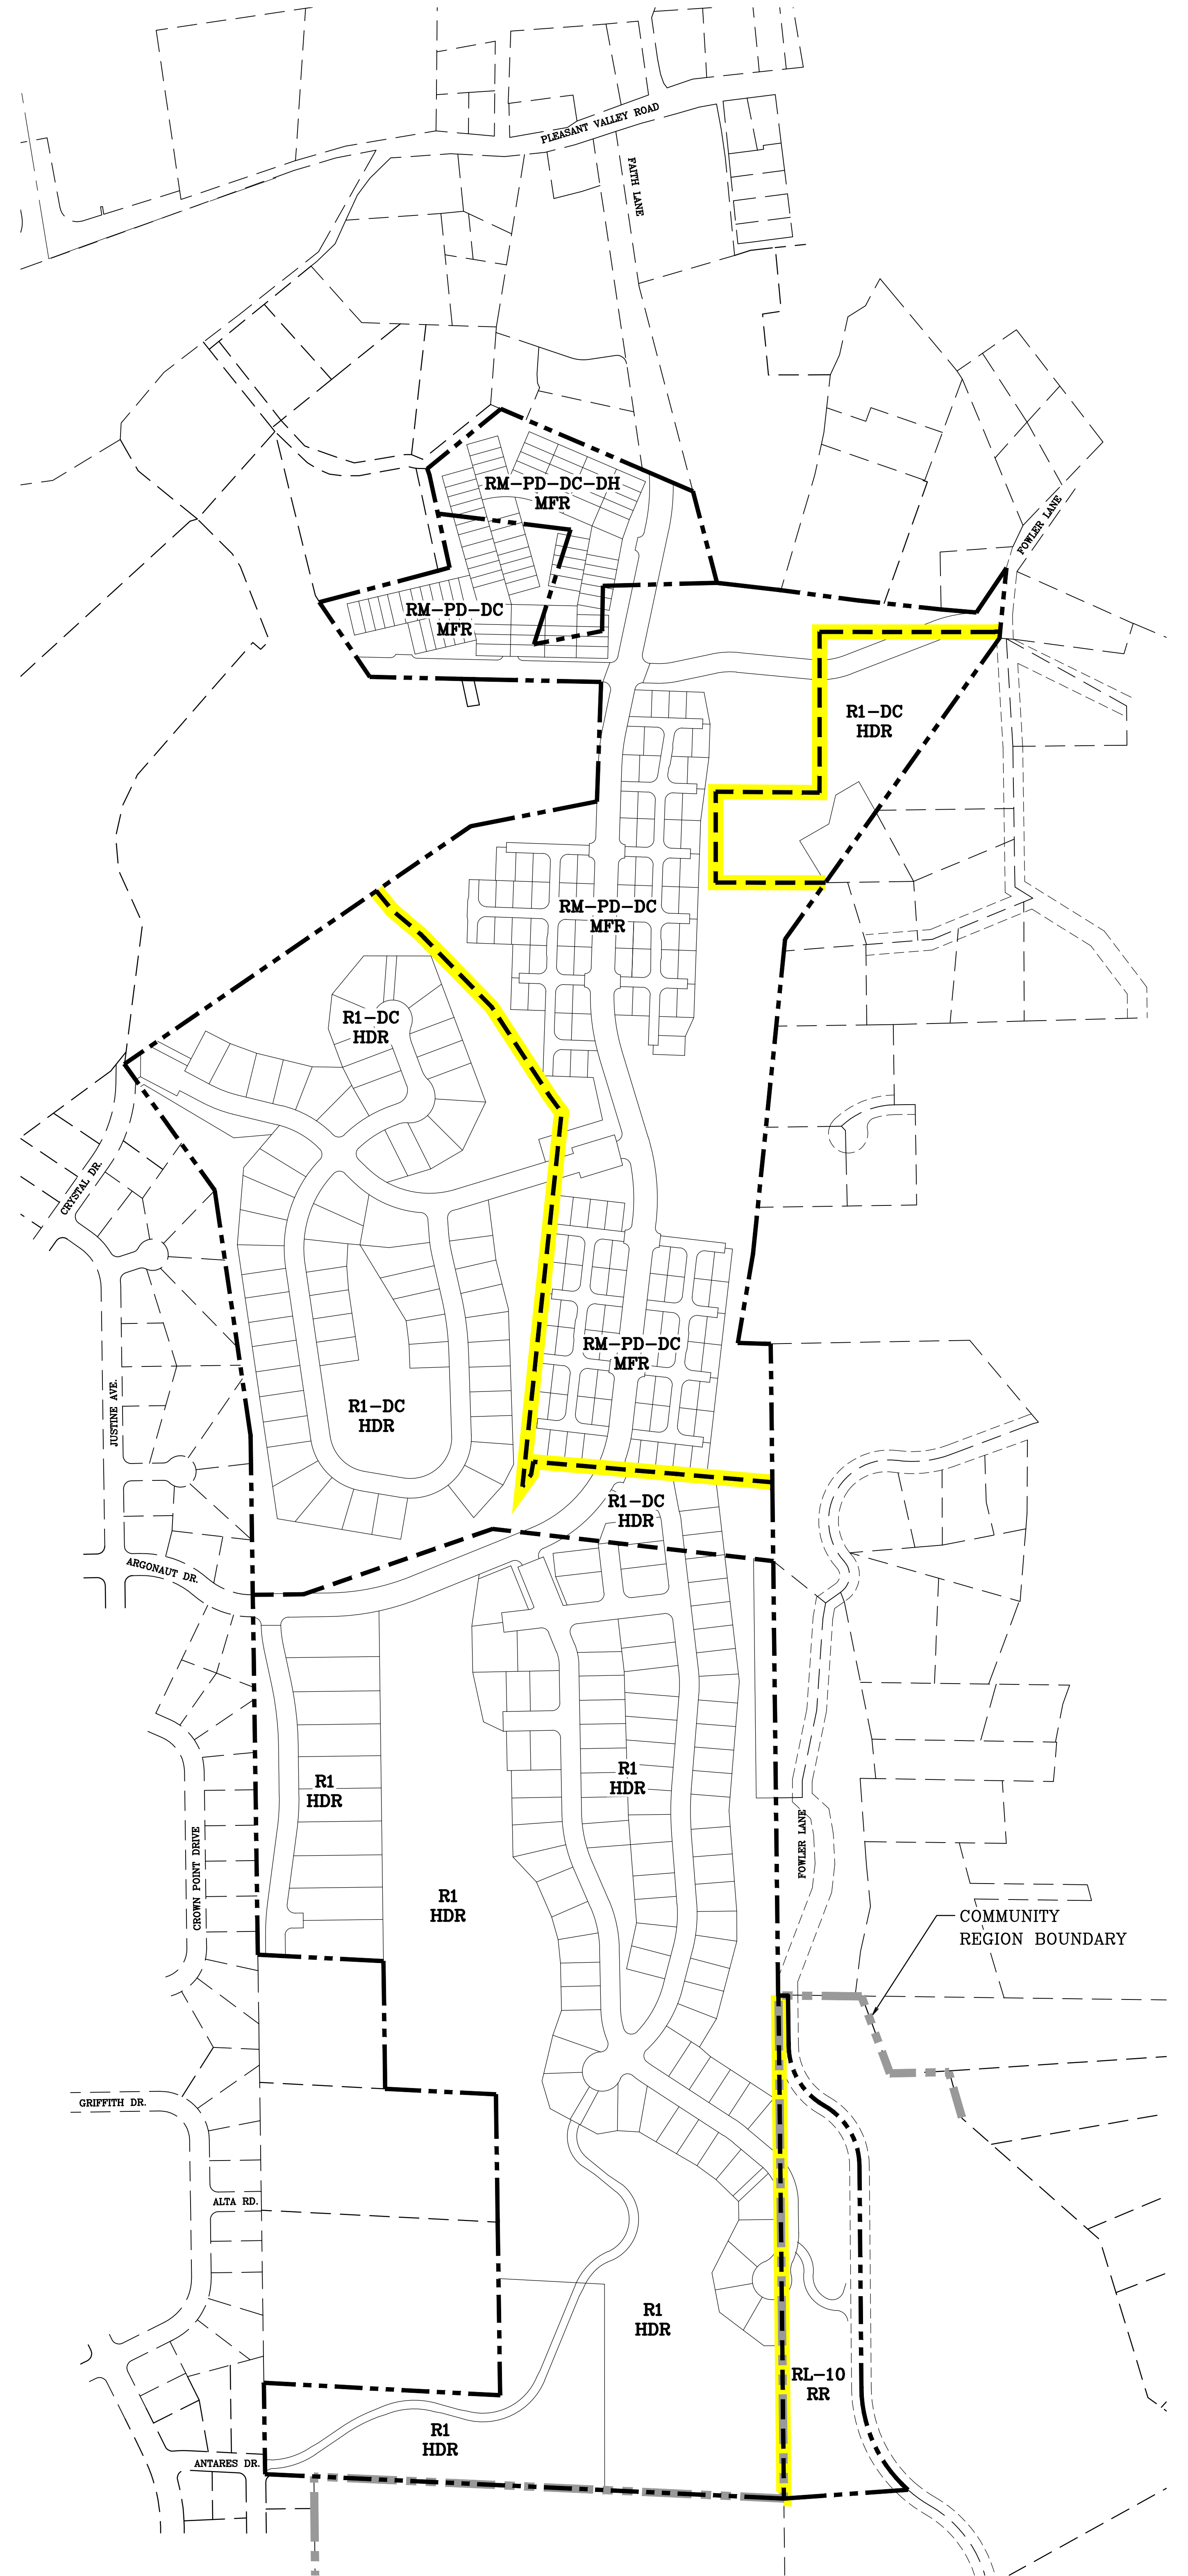 PLEASANT VALLEY ROAD
FAITH LANE
RM-PD-DC-DH
MFR
FOWLER LANE
RM-PD-DC
MFR
R1-DC
HDR
RM-PD-DC
MFR
R1-DC
HDR
CRYSTAL DR.
RM-PD-DC
MFR
JUSTINE AVE.
R1-DC
HDR
R1-DC
HDR
ARGONAUT DR.
R1
HDR
R1
HDR
FOWLER LANE
CROWN POINT DRIVE
R1
HDR
COMMUNITY
REGION BOUNDARY
GRIFFITH DR.
ALTA RD.
R1
HDR
RL-10
RR
R1
HDR
ANTARES DR.